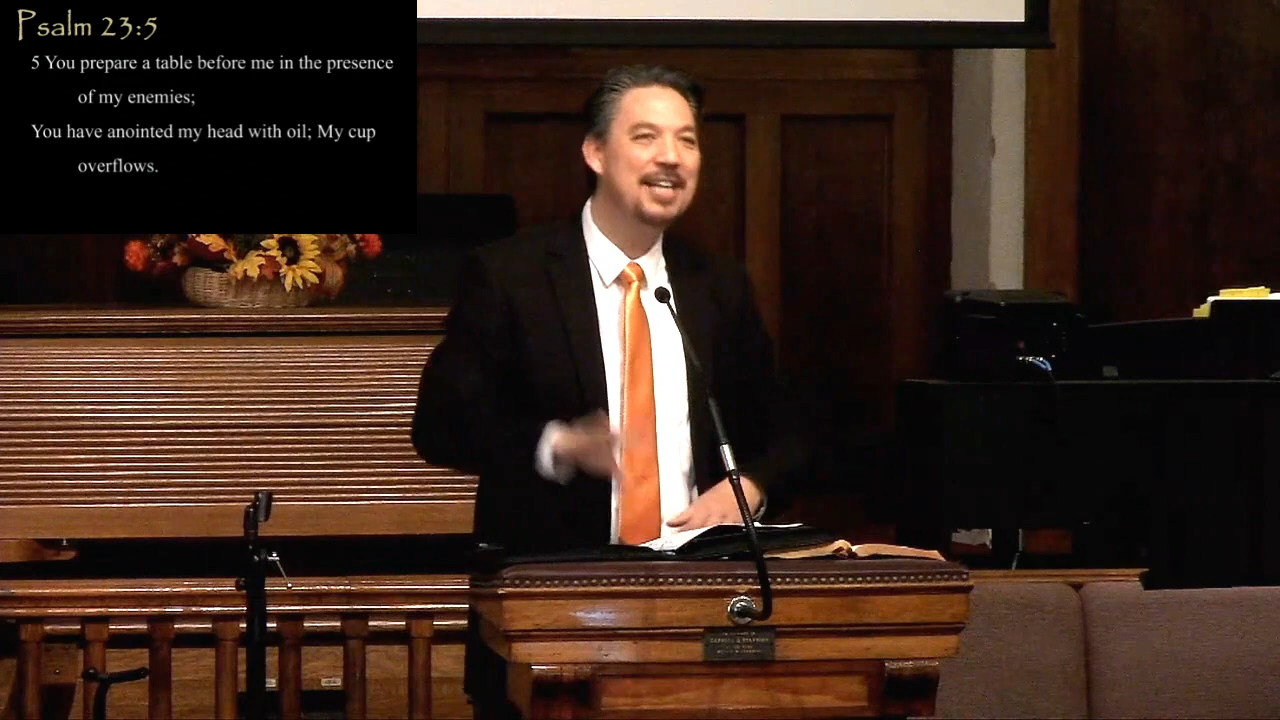 Psalm 23:5
5 You prepare a table before me in the presence
of my enemies;
You have anointed my head with oil; My cup
overflows.